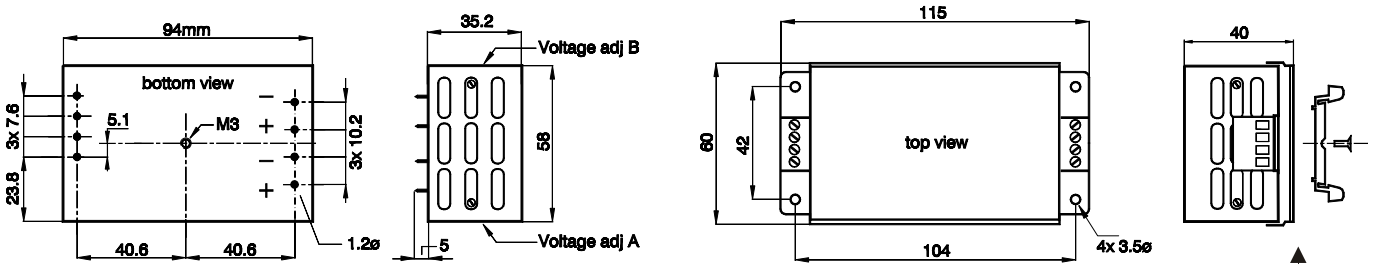 94mm
bottom view
5.1
M3
3x 7.6
23.8
−
+
−
+
3x 10.2
40.6
40.6
1.2ø
35.2
Voltage adj B
58
5
Voltage adj A
115
60
42
top view
104
4x 3.5ø
40